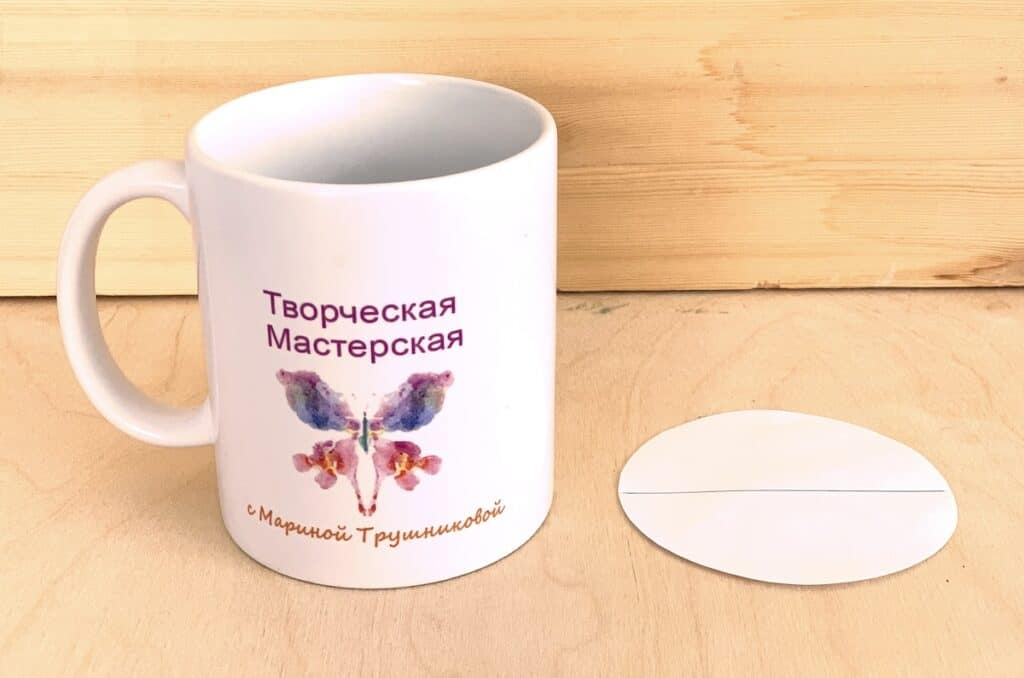 Творческая
Мастерская
с Мариной Трушниковой